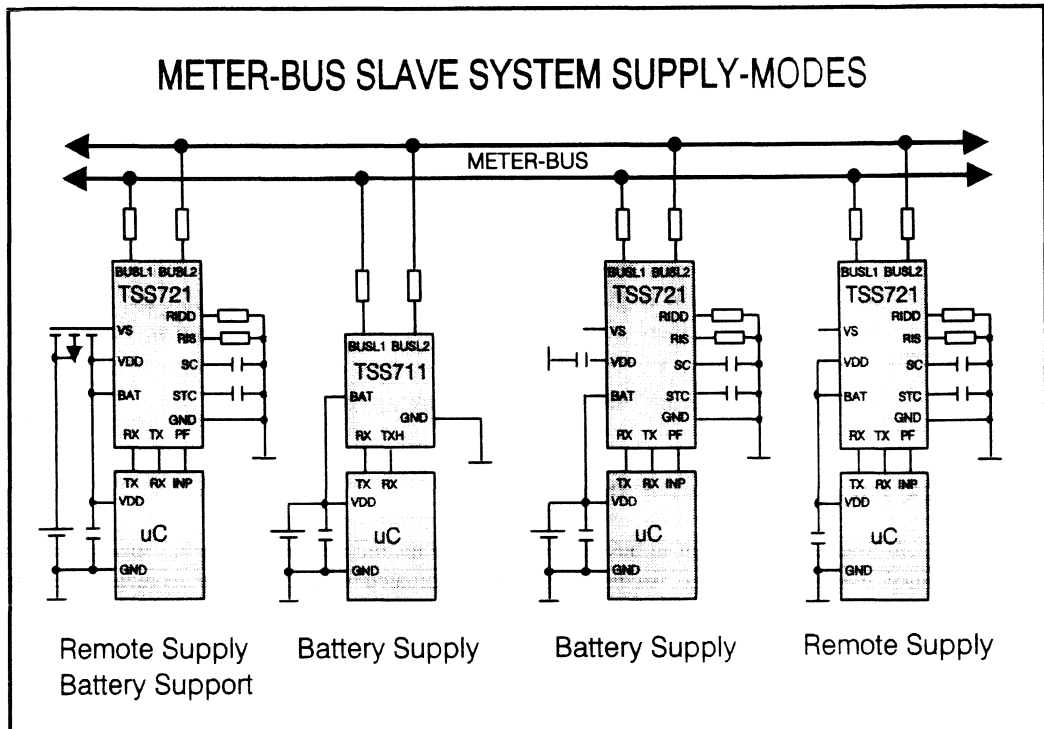 METER-BUS SLAVE SYSTEM SUPPLY-MODES
METER-BUS
BUSL1 BUSL2
TSS721
RIDD
VS
RIS
VDD
SC
BAT
STC
GND
RX TX PF
TX RX INP
VDD
uC
GND
Remote Supply
Battery Support
BUSL1 BUSL2
TSS711
BAT
GND
RX TXH
TX RX
VDD
uC
GND
Battery Supply
BUSL1 BUSL2
TSS721
RIDD
VS
RIS
VDD
SC
BAT
STC
GND
RX TX PF
TX RX INP
VDD
uC
GND
Battery Supply
BUSL1 BUSL2
TSS721
RIDD
VS
RIS
VDD
SC
BAT
STC
GND
RX TX PF
TX RX INP
VDD
uC
GND
Remote Supply